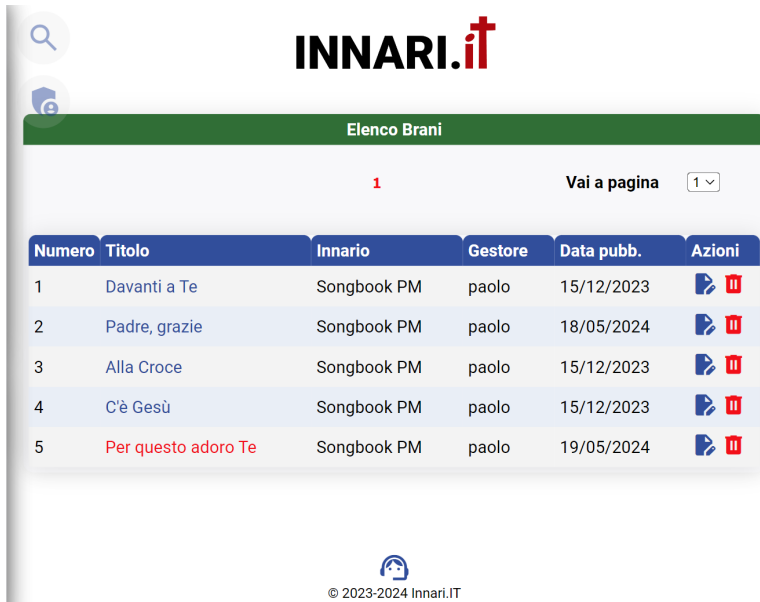 INNARI.iT
Elenco Brani
1 Vai a pagina 1
Numero Titolo Innario Gestore Data pubb. Azioni
1 Davanti a Te Songbook PM paolo 15/12/2023
2 Padre, grazie Songbook PM paolo 18/05/2024
3 Alla Croce Songbook PM paolo 15/12/2023
4 C'è Gesù Songbook PM paolo 15/12/2023
5 Per questo adoro Te Songbook PM paolo 19/05/2024
© 2023-2024 Innari.IT